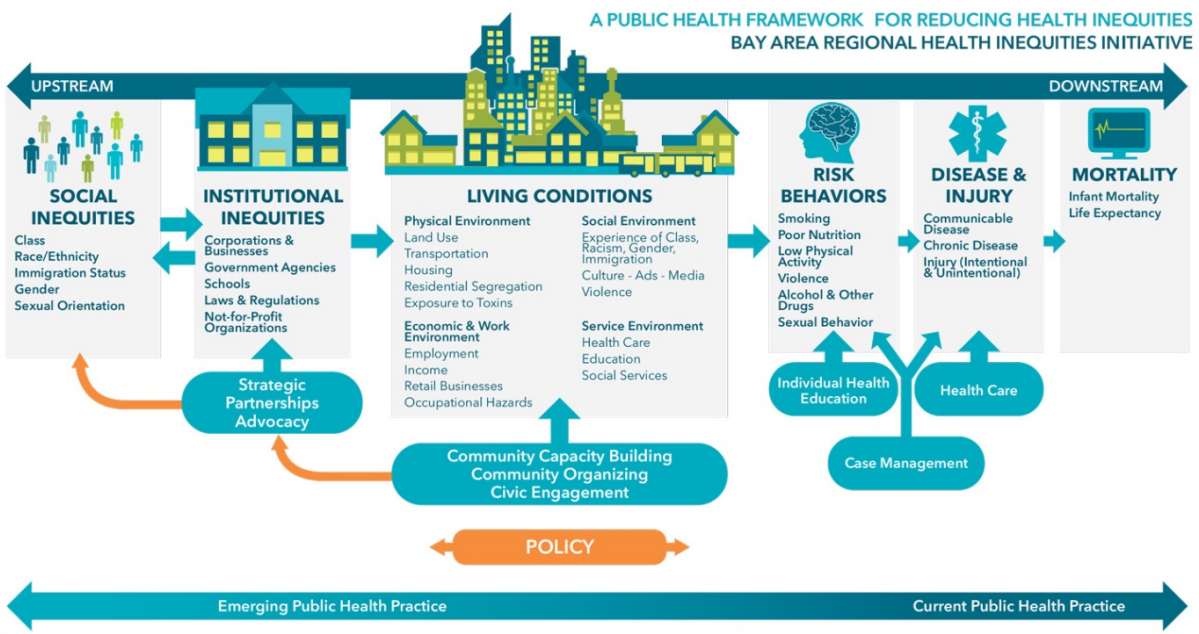 A PUBLIC HEALTH FRAMEWORK FOR REDUCING HEALTH INEQUITIES
BAY AREA REGIONAL HEALTH INEQUITIES INITIATIVE
UPSTREAM
DOWNSTREAM
SOCIAL
INEQUITIES
Class
Race/Ethnicity
Immigration Status
Gender
Sexual Orientation
INSTITUTIONAL
INEQUITIES
Corporations &
Businesses
Government Agencies
Schools
Laws & Regulations
Not-for-Profit
Organizations
LIVING CONDITIONS
Physical Environment
Land Use
Transportation
Housing
Residential Segregation
Exposure to Toxins
Economic & Work
Environment
Employment
Income
Retail Businesses
Occupational Hazards
Social Environment
Experience of Class,
Racism, Gender,
Immigration
Culture - Ads - Media
Violence
Service Environment
Health Care
Education
Social Services
RISK
BEHAVIORS
Smoking
Poor Nutrition
Low Physical
Activity
Violence
Alcohol & Other
Drugs
Sexual Behavior
DISEASE &
INJURY
Communicable
Disease
Chronic Disease
Injury (Intentional
& Unintentional)
MORTALITY
Infant Mortality
Life Expectancy
Strategic
Partnerships
Advocacy
Community Capacity Building
Community Organizing
Civic Engagement
Individual Health
Education
Health Care
Case Management
POLICY
Emerging Public Health Practice
Current Public Health Practice